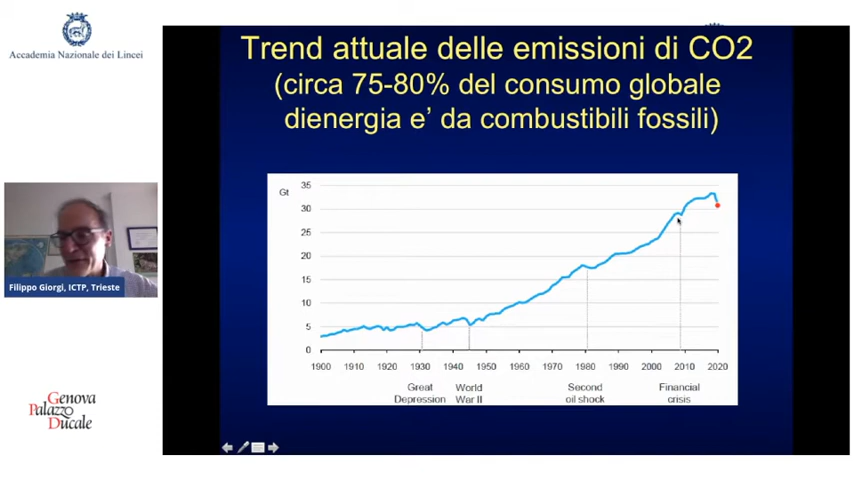 Accademia Nazionale dei Lincei
Trend attuale delle emissioni di CO2
(circa 75-80% del consumo globale
dienergia e' da combustibili fossili)
Gt
35
30
25
20
15
10
5
0
1900 1910 1920 1930 1940 1950 1960 1970 1980 1990 2000 2010 2020
Great Depression
World War II
Second oil shock
Financial crisis
Filippo Giorgi, ICTP, Trieste
Genova
Palazzo
Ducale